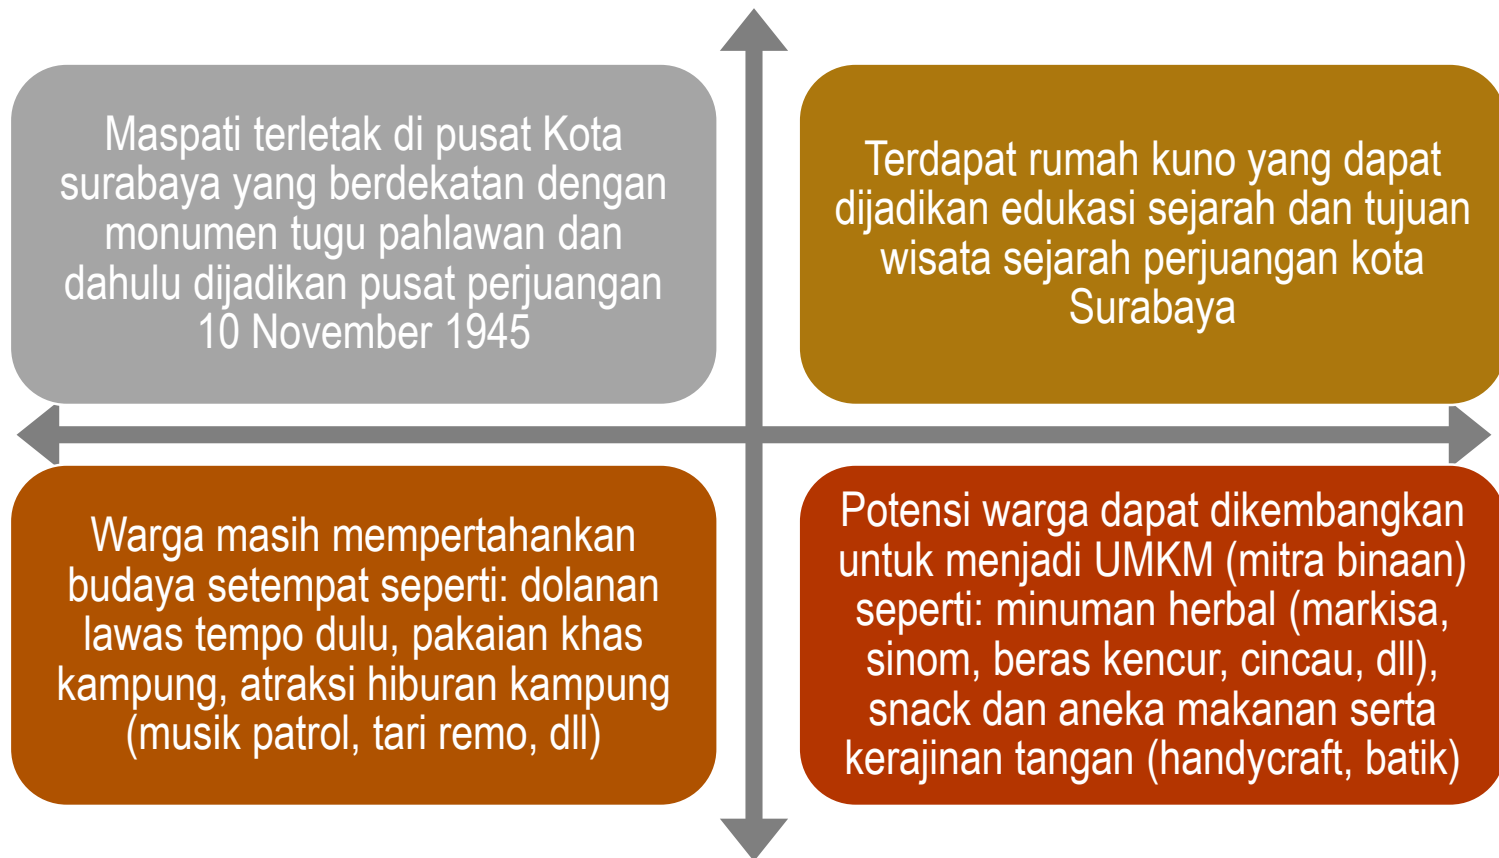 Maspati terletak di pusat Kota
surabaya yang berdekatan dengan
monumen tugu pahlawan dan
dahulu dijadikan pusat perjuangan
10 November 1945
Terdapat rumah kuno yang dapat
dijadikan edukasi sejarah dan tujuan
wisata sejarah perjuangan kota
Surabaya
Warga masih mempertahankan
budaya setempat seperti: dolanan
lawas tempo dulu, pakaian khas
kampung, atraksi hiburan kampung
(musik patrol, tari remo, dll)
Potensi warga dapat dikembangkan
untuk menjadi UMKM (mitra binaan)
seperti: minuman herbal (markisa,
sinom, beras kencur, cincau, dll),
snack dan aneka makanan serta
kerajinan tangan (handycraft, batik)